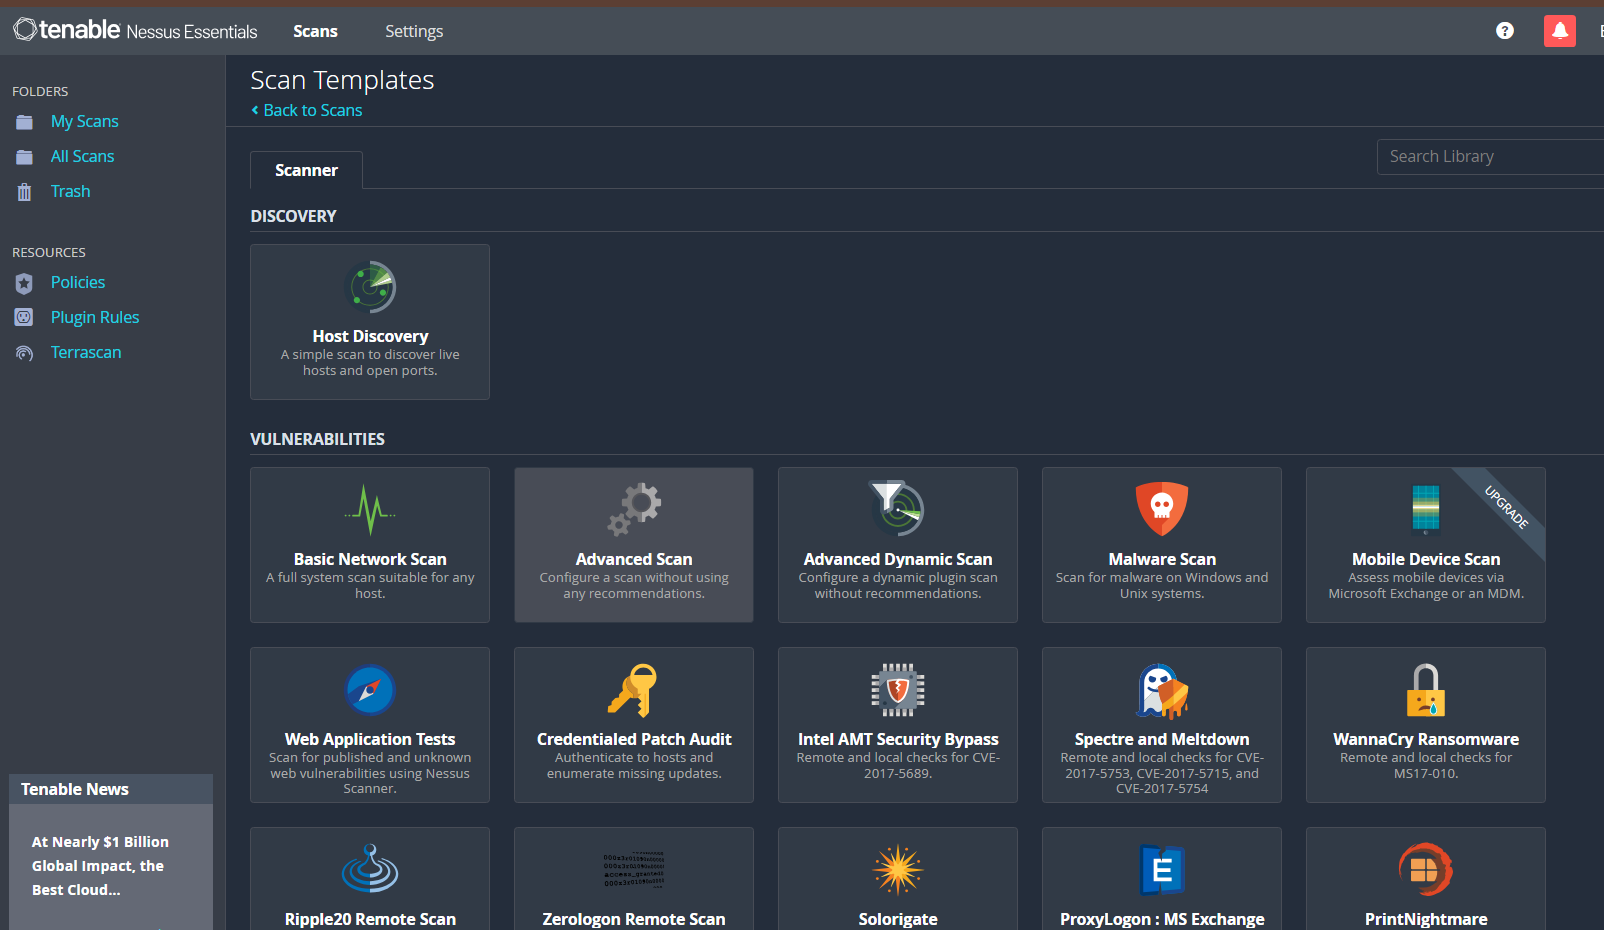 tenable Nessus Essentials Scans Settings
FOLDERS
My Scans
All Scans
Trash
RESOURCES
Policies
Plugin Rules
Terrascan
Tenable News
At Nearly $1 Billion
Global Impact, the
Best Cloud...
Scan Templates
Back to Scans
Scanner
Search Library
DISCOVERY
Host Discovery
A simple scan to discover live
hosts and open ports.
VULNERABILITIES
Basic Network Scan
A full system scan suitable for any
host.
Advanced Scan
Configure a scan without using
any recommendations.
Advanced Dynamic Scan
Configure a dynamic plugin scan
without recommendations.
Malware Scan
Scan for malware on Windows and
Unix systems.
UPGRADE
Mobile Device Scan
Assess mobile devices via
Microsoft Exchange or an MDM.
Web Application Tests
Scan for published and unknown
web vulnerabilities using Nessus
Scanner.
Credentialed Patch Audit
Authenticate to hosts and
enumerate missing updates.
Intel AMT Security Bypass
Remote and local checks for CVE-
2017-5689.
Spectre and Meltdown
Remote and local checks for CVE-
2017-5753, CVE-2017-5715, and
CVE-2017-5754
WannaCry Ransomware
Remote and local checks for
MS17-010.
Ripple20 Remote Scan
Zerologon Remote Scan
Solorigate
E
ProxyLogon : MS Exchange
PrintNightmare